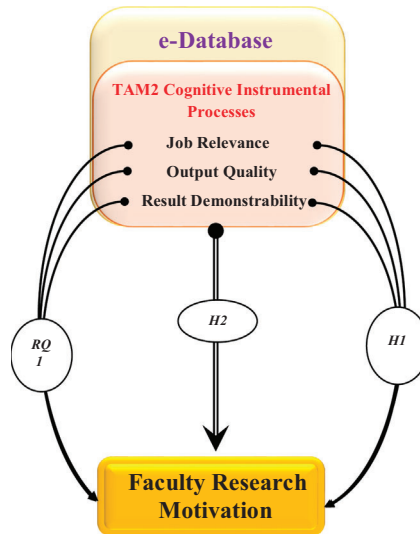 e-Database
TAM2 Cognitive Instrumental
Processes
Job Relevance
Output Quality
Result Demonstrability
RQ
1
H2
H1
Faculty Research
Motivation